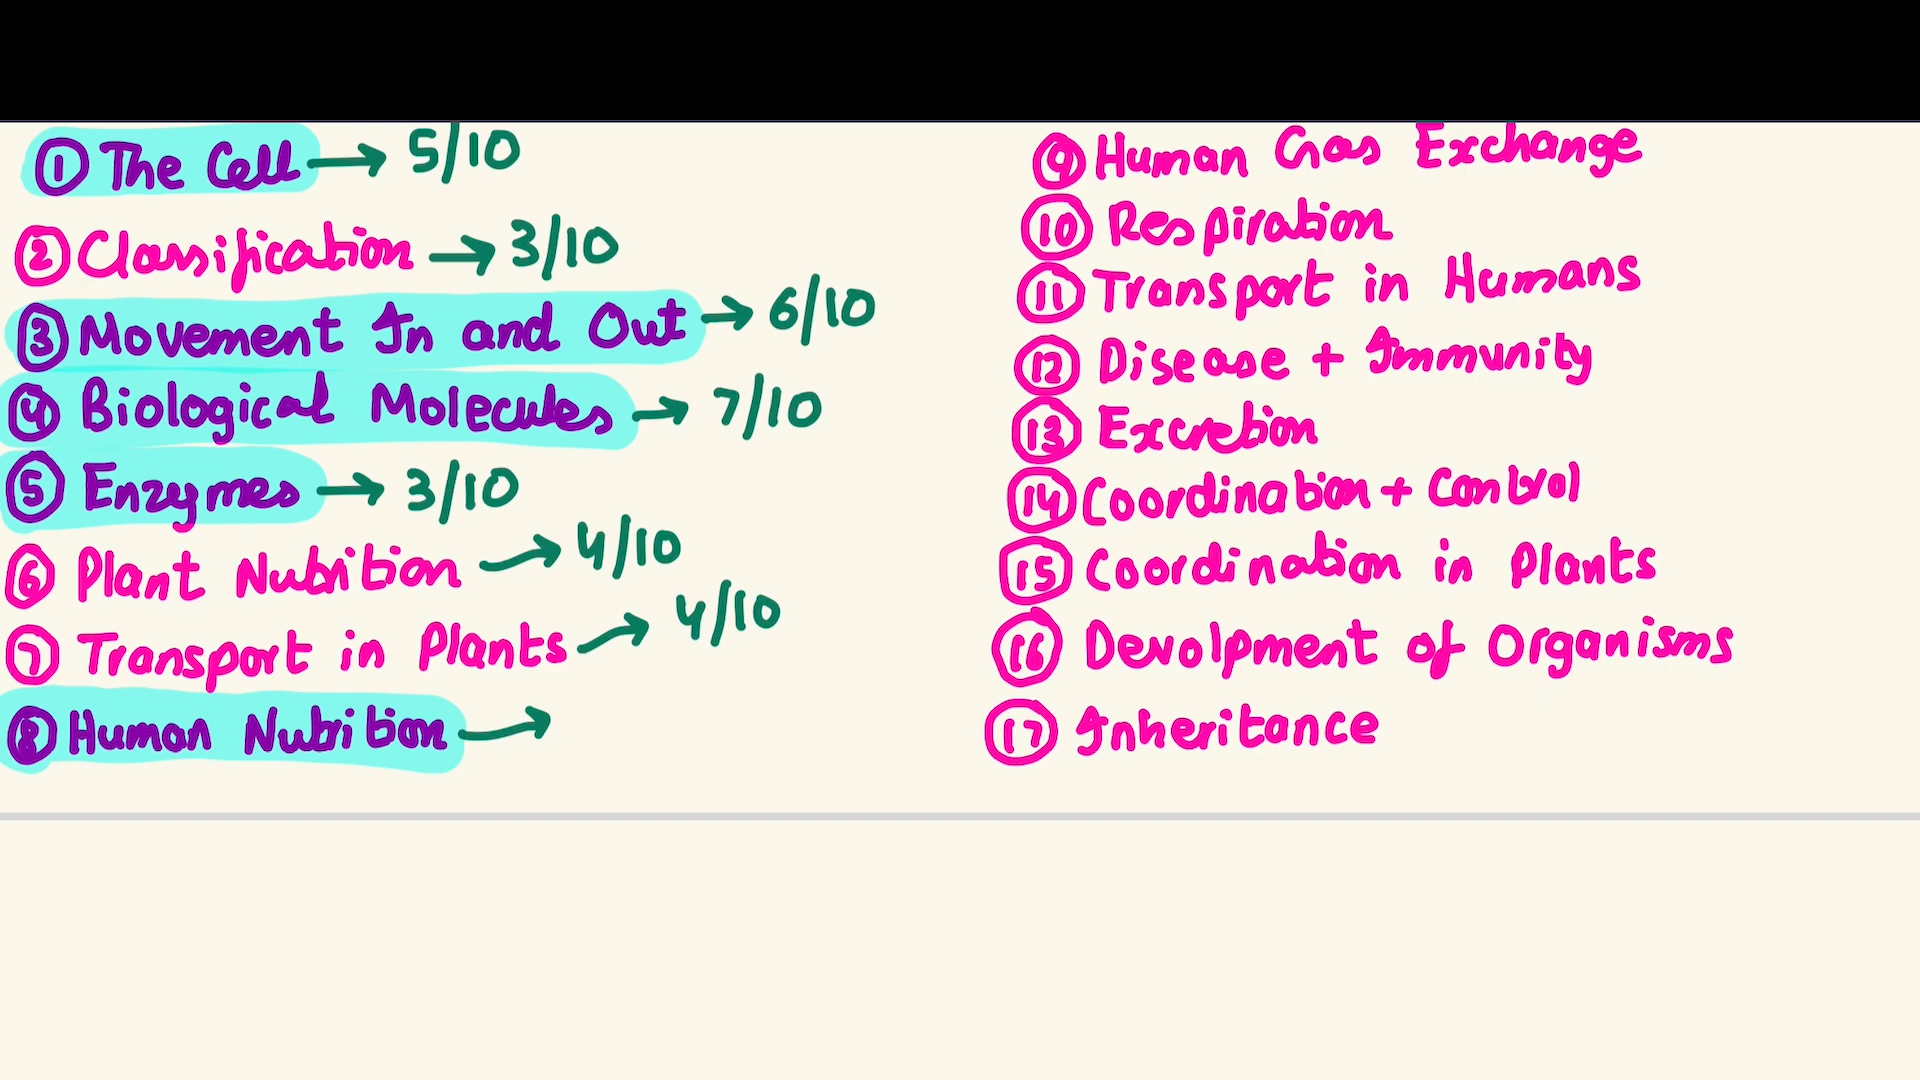 ① The Cell → 5/10
② Classification → 3/10
③ Movement In and Out → 6/10
④ Biological Molecules → 7/10
⑤ Enzymes → 3/10
⑥ Plant Nutrition → 4/10
⑦ Transport in Plants → 4/10
⑧ Human Nutrition →
⑨ Human Gas Exchange
⑩ Respiration
⑪ Transport in Humans
⑫ Disease + Immunity
⑬ Excretion
⑭ Coordination + Control
⑮ Coordination in Plants
⑯ Devolpment of Organisms
⑰ Inheritance